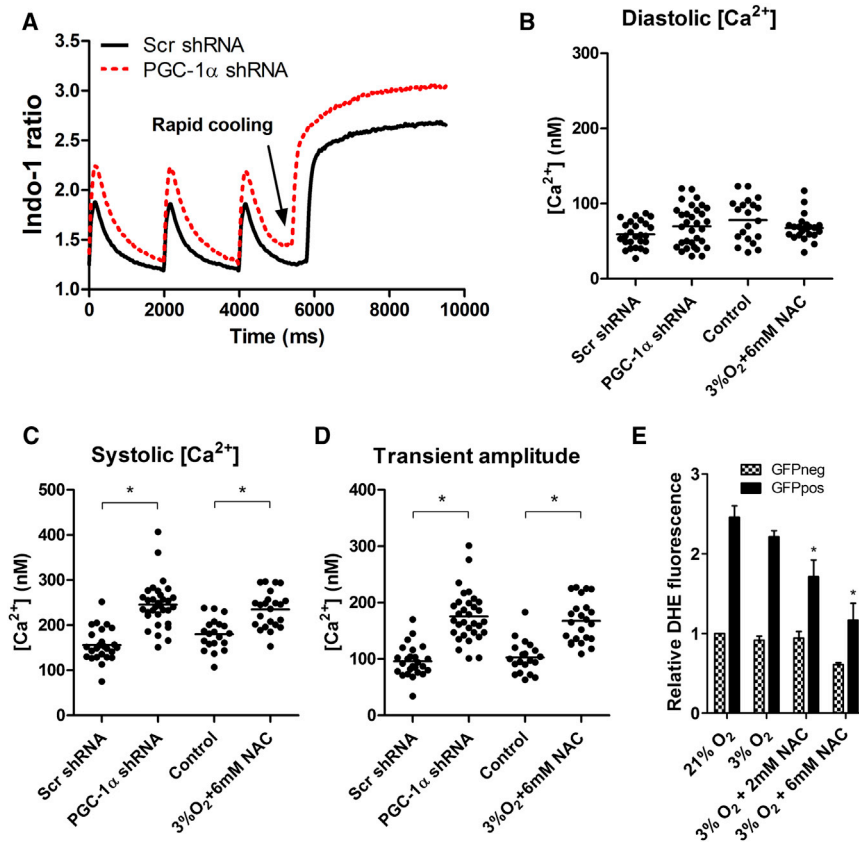 A
Scr shRNA
PGC-1α shRNA
Rapid cooling
Indo-1 ratio
3.5
3.0
2.5
2.0
1.5
1.0
0
2000
4000
6000
8000
10000
Time (ms)
B
Diastolic [Ca²⁺]
[Ca²⁺] (nM)
300
200
100
0
Scr shRNA
PGC-1α shRNA
Control
3%O₂+6mM NAC
C
Systolic [Ca²⁺]
[Ca²⁺] (nM)
500
400
300
200
100
0
*
*
Scr shRNA
PGC-1α shRNA
Control
3%O₂+6mM NAC
D
Transient amplitude
[Ca²⁺] (nM)
400
300
200
100
0
*
*
Scr shRNA
PGC-1α shRNA
Control
3%O₂+6mM NAC
E
GFPneg
GFPpos
Relative DHE fluorescence
3
2
1
0
*
*
21% O₂
3% O₂
3% O₂ + 2mM NAC
3% O₂ + 6mM NAC